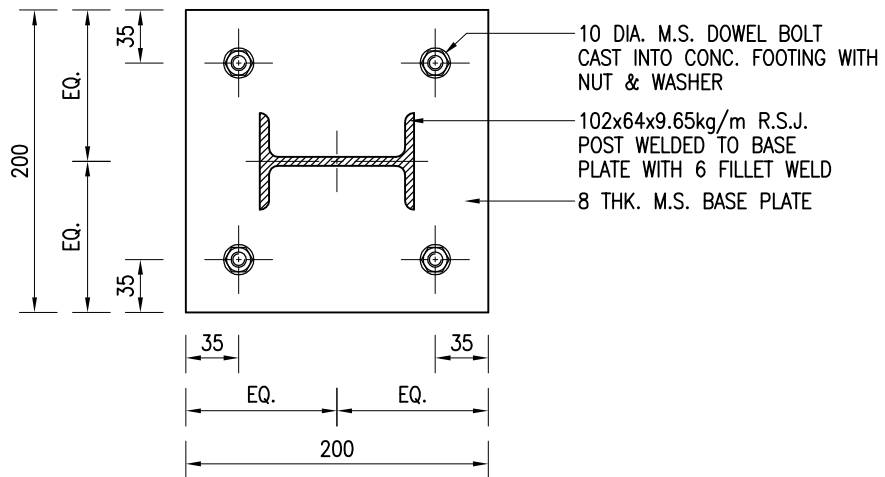 35
10 DIA. M.S. DOWEL BOLT
CAST INTO CONC. FOOTING WITH
NUT & WASHER
EQ.
102x64x9.65kg/m R.S.J.
POST WELDED TO BASE
PLATE WITH 6 FILLET WELD
200
8 THK. M.S. BASE PLATE
EQ.
35
35
35
EQ.
EQ.
200